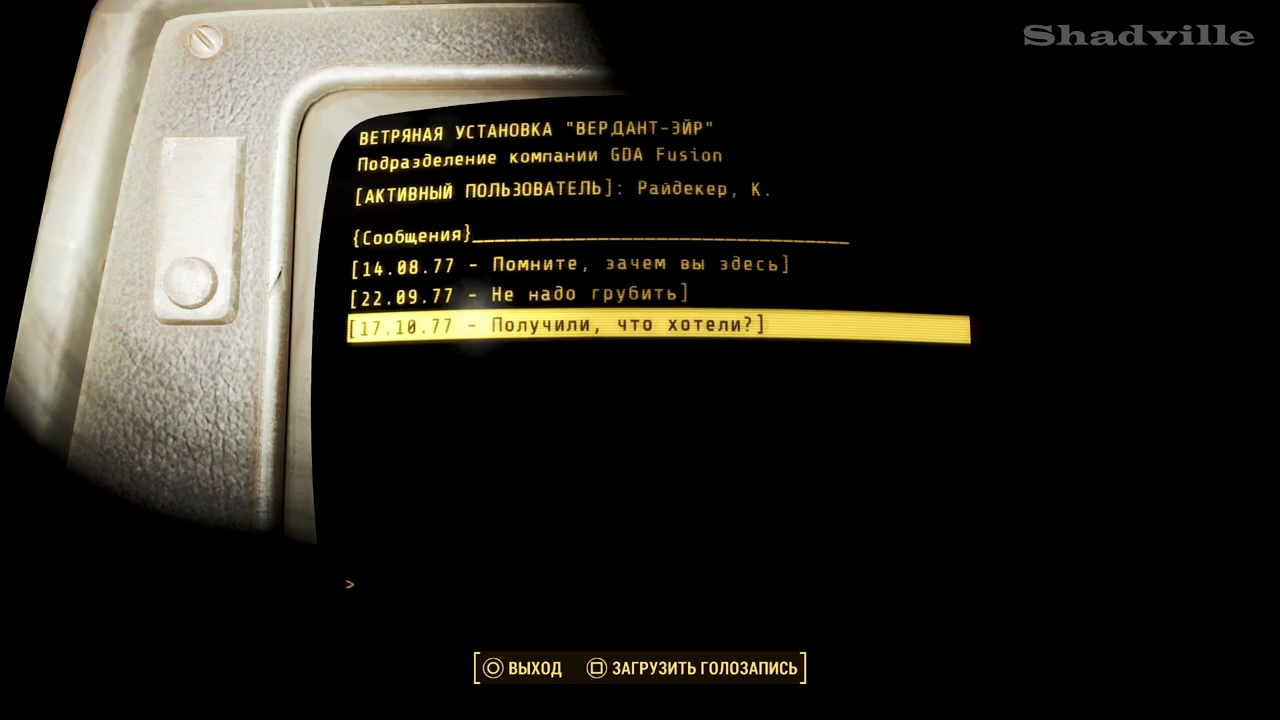 Shadville
ВЕТРЯНАЯ УСТАНОВКА "ВЕРДАНТ-ЭЙР"
Подразделение компании GDA Fusion
[АКТИВНЫЙ ПОЛЬЗОВАТЕЛЬ]: Райдекер, К.
{Сообщения}_________________________________
[14.08.77 - Помните, зачем вы здесь]
[22.09.77 - Не надо грубить]
[17.10.77 - Получили, что хотели?]
>
ВЫХОД ЗАГРУЗИТЬ ГОЛОЗАПИСЬ